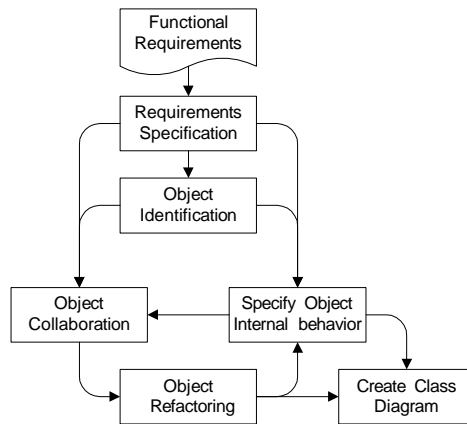 Functional
Requirements
Requirements
Specification
Object
Identification
Object
Collaboration
Specify Object
Internal behavior
Object
Refactoring
Create Class
Diagram